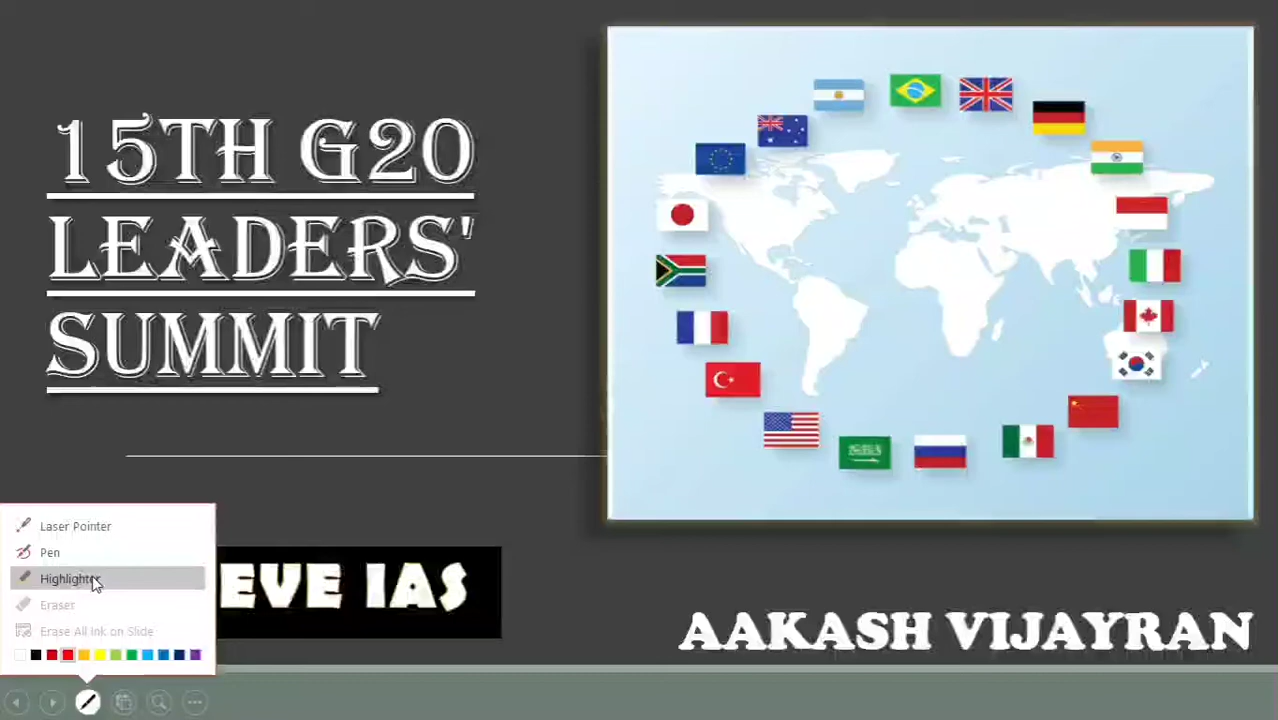 15TH G20
LEADERS'
SUMMIT
Laser Pointer
Pen
Highlighter
Eraser
Erase All Ink on Slide
EVE IAS
AAKASH VIJAYRAN